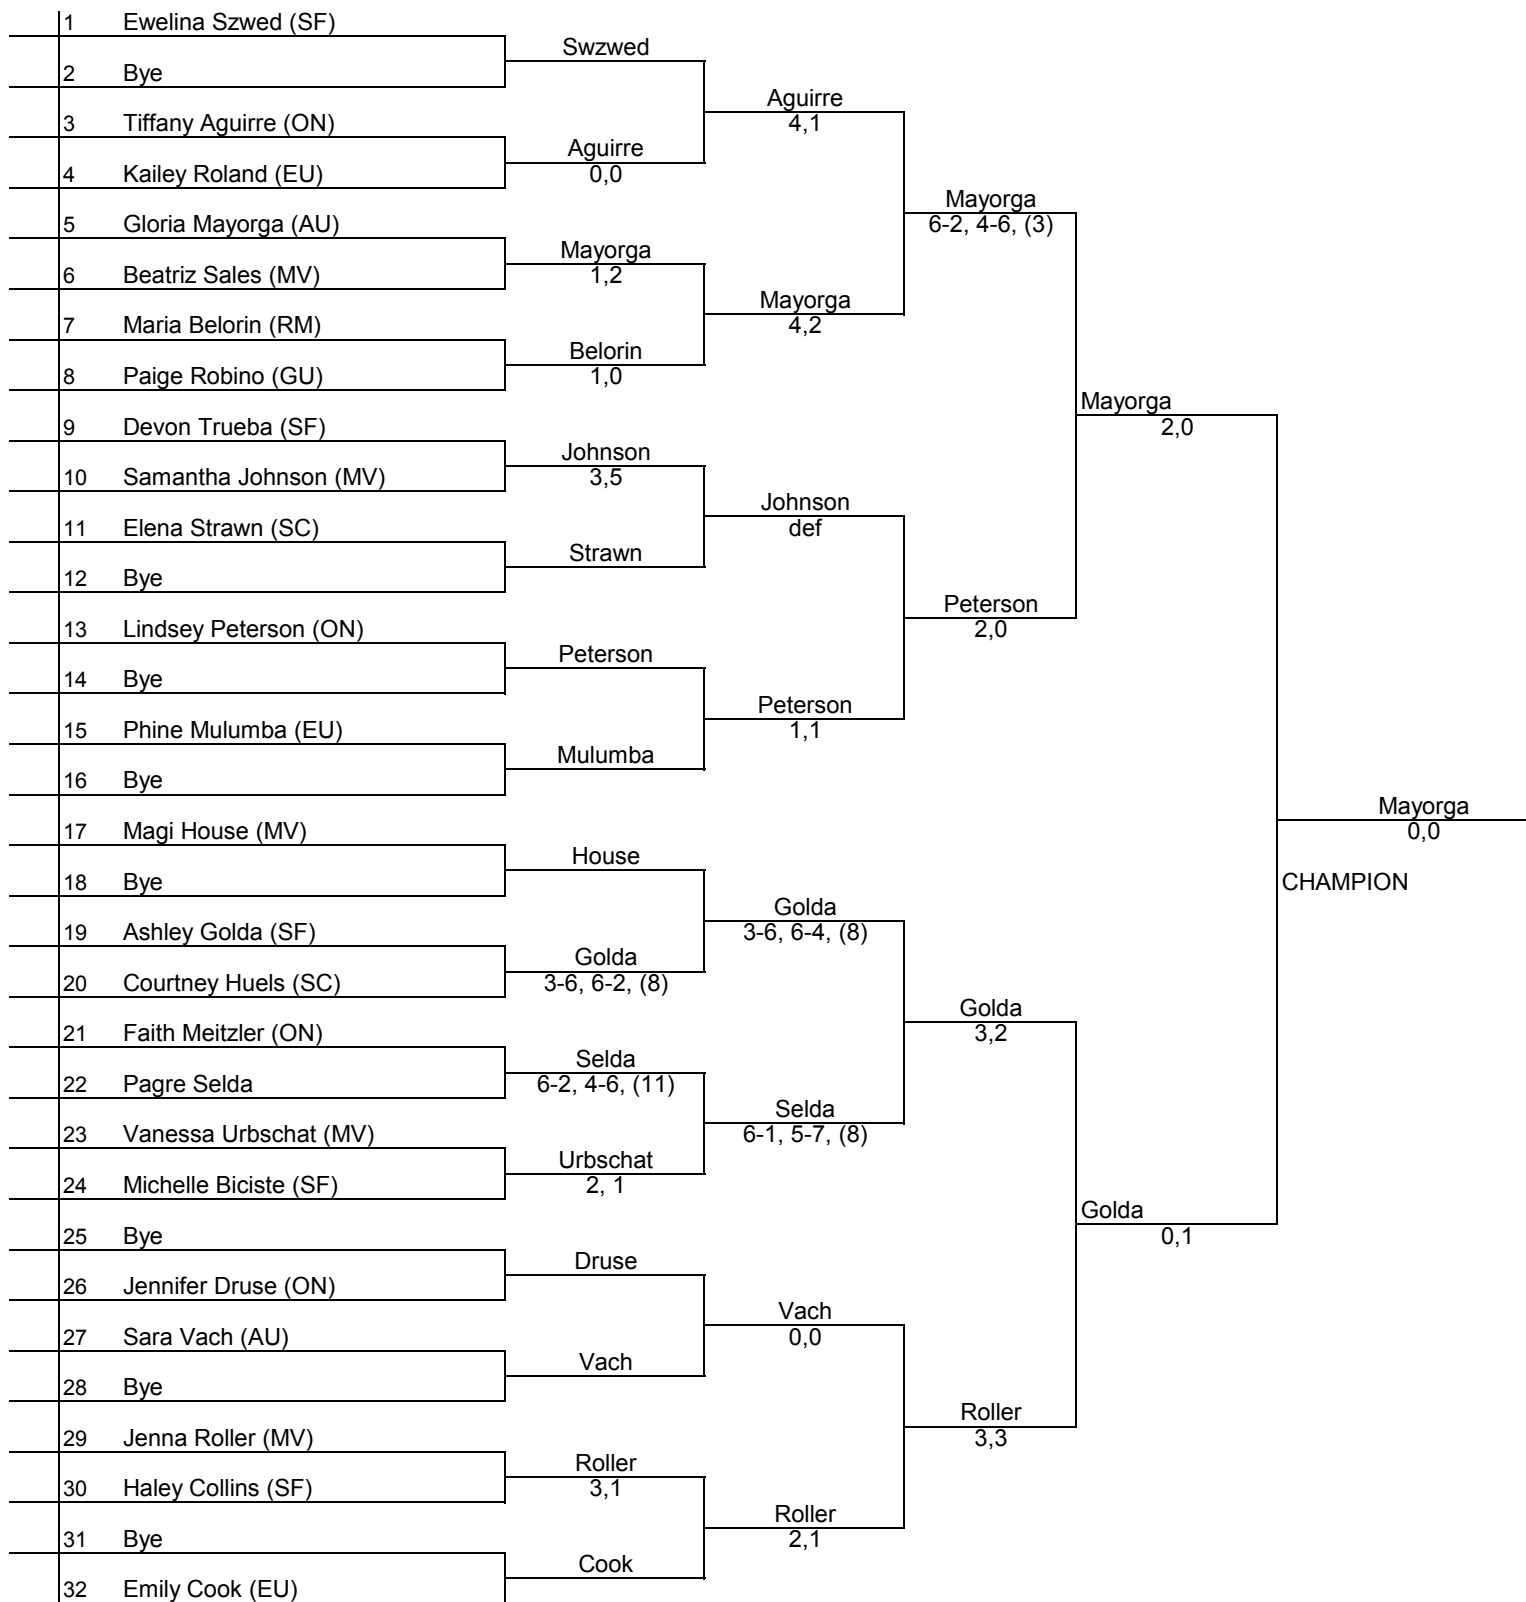 1 Ewelina Szwed (SF)
Swzwed
2 Bye
Aguirre
4,1
3 Tiffany Aguirre (ON)
Aguirre
0,0
4 Kailey Roland (EU)
Mayorga
6-2, 4-6, (3)
5 Gloria Mayorga (AU)
Mayorga
1,2
6 Beatriz Sales (MV)
Mayorga
4,2
7 Maria Belorin (RM)
Belorin
1,0
8 Paige Robino (GU)
Mayorga
2,0
9 Devon Trueba (SF)
Johnson
3,5
10 Samantha Johnson (MV)
Johnson
def
11 Elena Strawn (SC)
Strawn
12 Bye
Peterson
2,0
13 Lindsey Peterson (ON)
Peterson
14 Bye
Peterson
1,1
15 Phine Mulumba (EU)
Mulumba
16 Bye
Mayorga
0,0
CHAMPION
17 Magi House (MV)
House
18 Bye
Golda
3-6, 6-4, (8)
19 Ashley Golda (SF)
Golda
3-6, 6-2, (8)
20 Courtney Huels (SC)
Golda
3,2
21 Faith Meitzler (ON)
Selda
6-2, 4-6, (11)
22 Pagre Selda
Selda
6-1, 5-7, (8)
23 Vanessa Urbschat (MV)
Urbschat
2, 1
24 Michelle Biciste (SF)
Golda
0,1
25 Bye
Druse
26 Jennifer Druse (ON)
Vach
0,0
27 Sara Vach (AU)
Vach
28 Bye
Roller
3,3
29 Jenna Roller (MV)
Roller
3,1
30 Haley Collins (SF)
Roller
2,1
31 Bye
Cook
32 Emily Cook (EU)